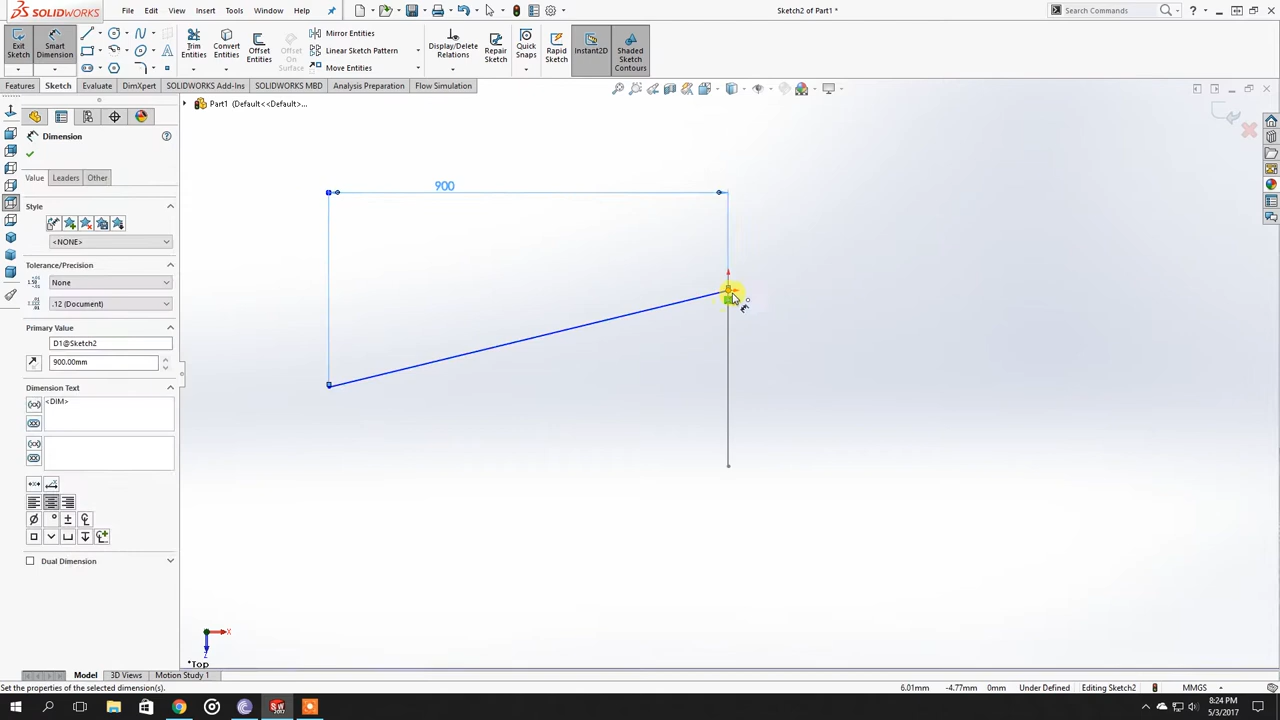 SOLIDWORKS
File
Edit
View
Insert
Tools
Window
Help
Sketch2 of Part1 *
Search Commands
Exit
Sketch
Smart
Dimension
Trim
Entities
Convert
Entities
Offset
Entities
Offset
On
Surface
Mirror Entities
Linear Sketch Pattern
Move Entities
Display/Delete
Relations
Repair
Sketch
Quick
Snaps
Rapid
Sketch
Instant2D
Shaded
Sketch
Contours
Features
Sketch
Evaluate
DimXpert
SOLIDWORKS Add-Ins
SOLIDWORKS MBD
Analysis Preparation
Flow Simulation
Part1 (Default<<Default>...
Dimension
Value
Leaders
Other
Style
<NONE>
Tolerance/Precision
None
.12 (Document)
Primary Value
D1@Sketch2
900.00mm
Dimension Text
<DIM>
Dual Dimension
900
X
Z
*Top
Model
3D Views
Motion Study 1
Set the properties of the selected dimension(s).
6.01mm
-4.77mm
0mm
Under Defined
Editing Sketch2
MMGS
8:24 PM
5/3/2017